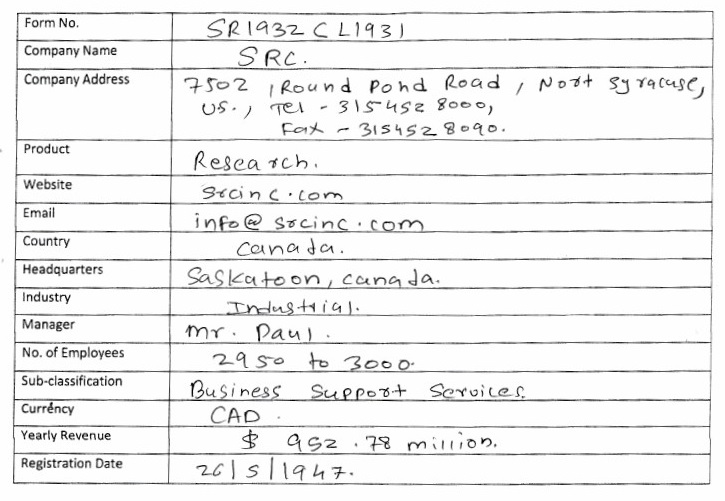 Form No. SR1932CL1931
Company Name SRC.
Company Address 7502, Round Pond Road, Nort Syracuse,
US., Tel - 315 452 8000,
Fax - 315452 8090.
Product Research.
Website srcinc.com
Email info@srcinc.com
Country Canada.
Headquarters Saskatoon, Canada.
Industry Industrial.
Manager Mr. Paul.
No. of Employees 2950 to 3000.
Sub-classification Business Support Services.
Currency CAD.
Yearly Revenue $ 952.78 million.
Registration Date 26/5/1947.